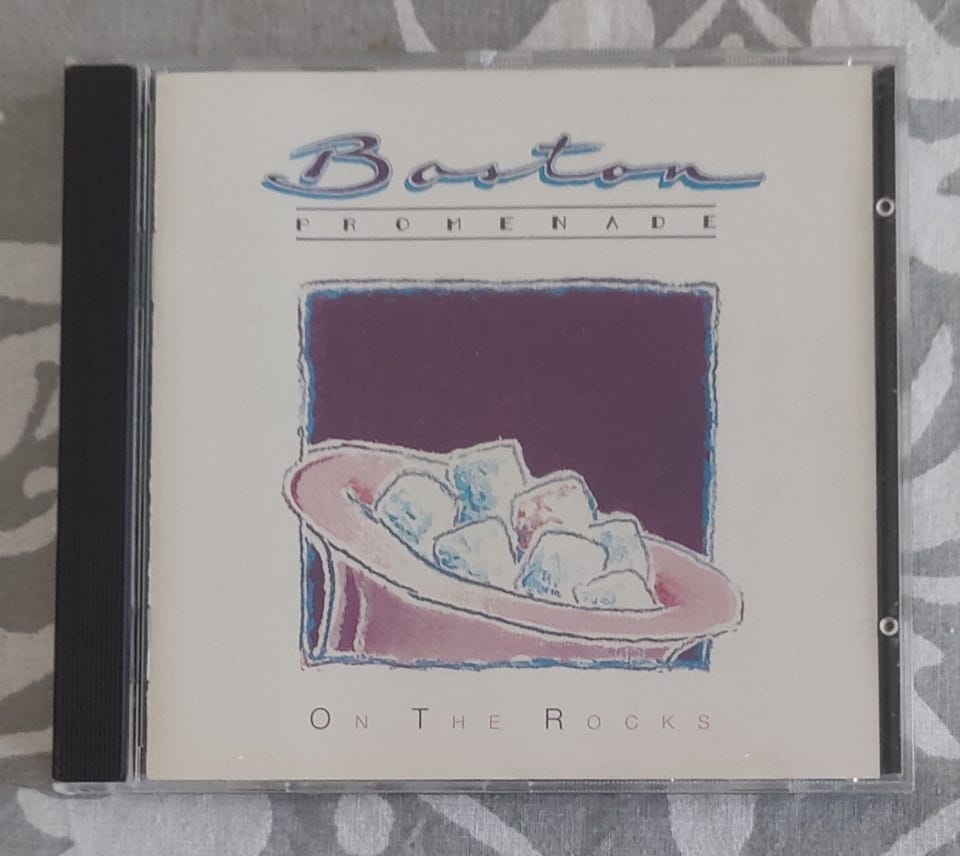 Boston
PROMENADE
ON THE ROCKS